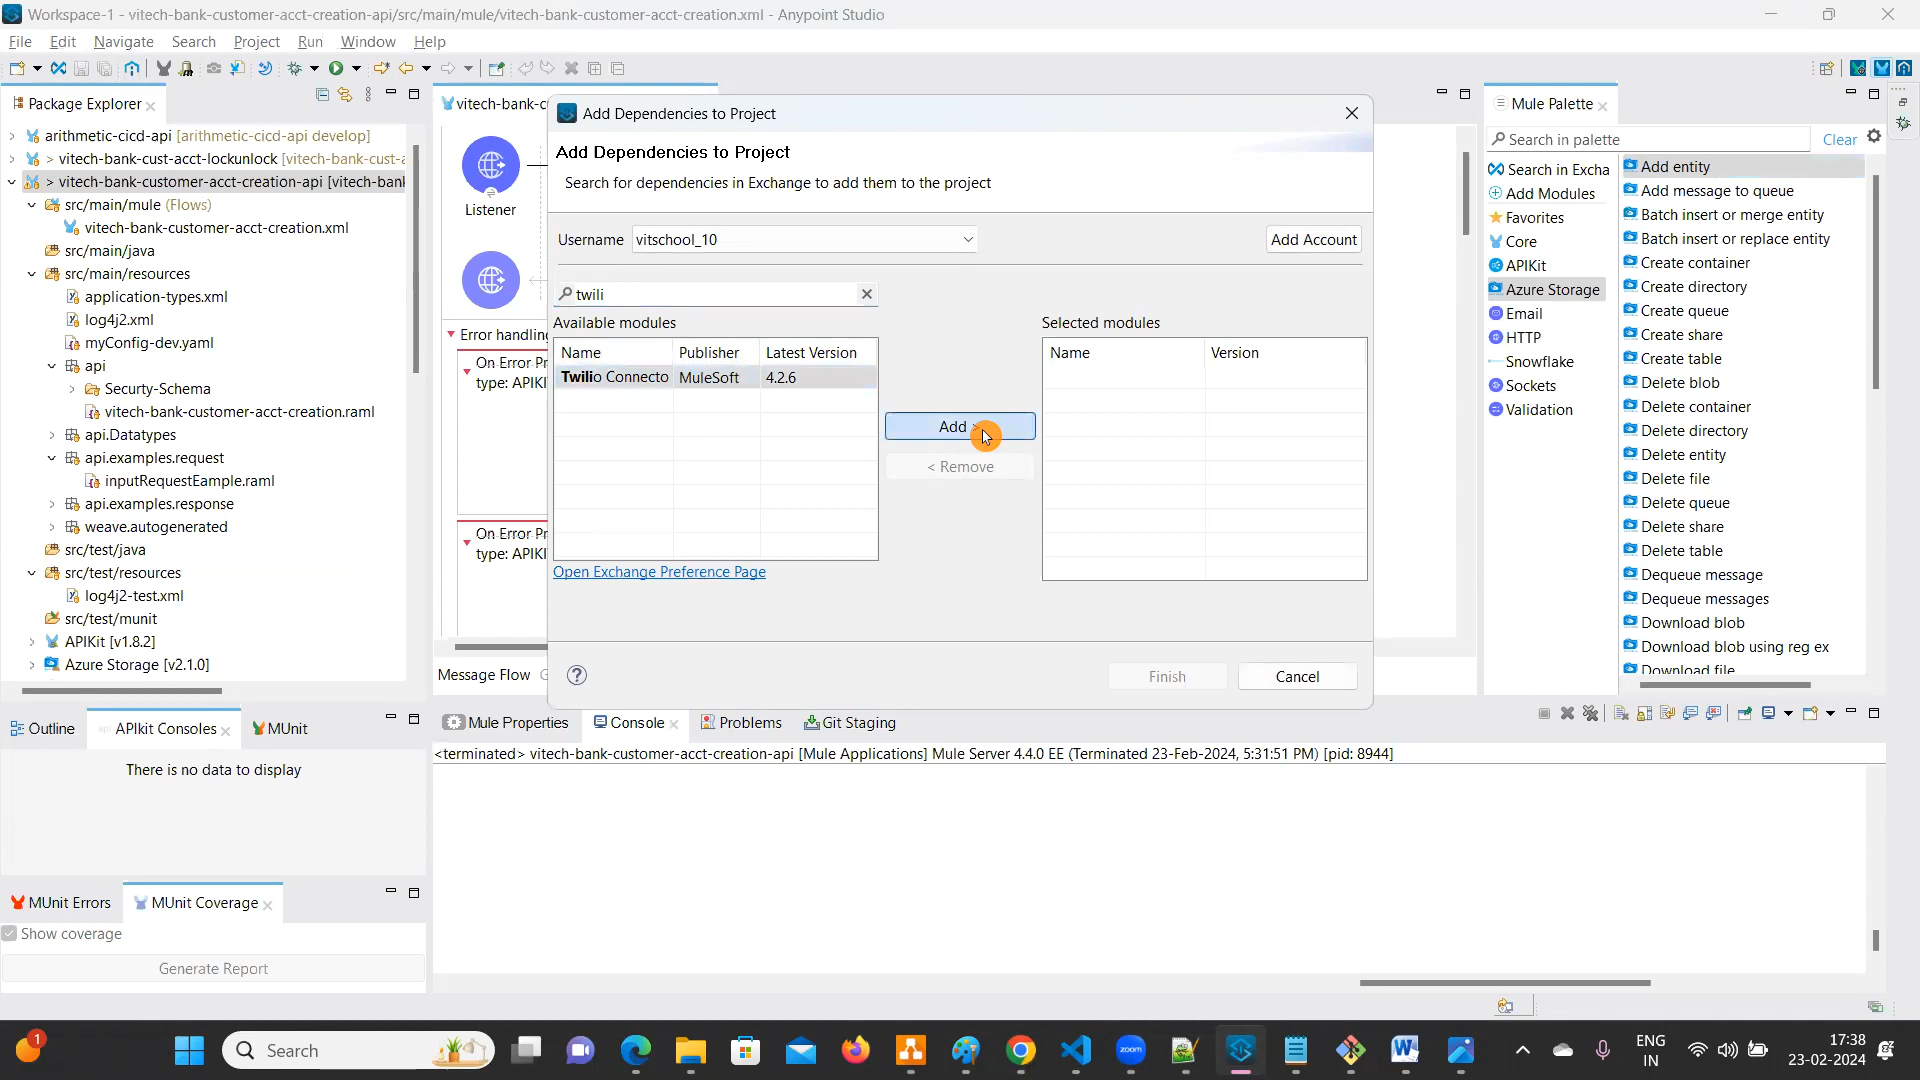 Workspace-1 - vitech-bank-customer-acct-creation-api/src/main/mule/vitech-bank-customer-acct-creation.xml - Anypoint Studio
File Edit Navigate Search Project Run Window Help
Package Explorer
arithmetic-cicd-api [arithmetic-cicd-api develop]
> vitech-bank-cust-acct-lockunlock [vitech-bank-cust-a
> vitech-bank-customer-acct-creation-api [vitech-bank
src/main/mule (Flows)
vitech-bank-customer-acct-creation.xml
src/main/java
src/main/resources
application-types.xml
log4j2.xml
myConfig-dev.yaml
api
Securty-Schema
vitech-bank-customer-acct-creation.raml
api.Datatypes
api.examples.request
inputRequestEample.raml
api.examples.response
weave.autogenerated
src/test/java
src/test/resources
log4j2-test.xml
src/test/munit
APIKit [v1.8.2]
Azure Storage [v2.1.0]
vitech-bank-c
Listener
Error handling
On Error Pr
type: APIKI
On Error Pr
type: APIKI
Message Flow
Add Dependencies to Project
Add Dependencies to Project
Search for dependencies in Exchange to add them to the project
Username vitschool_10 Add Account
twili
Available modules
Name Publisher Latest Version
Twilio Connecto MuleSoft 4.2.6
Add >
< Remove
Selected modules
Name Version
Open Exchange Preference Page
Finish Cancel
Mule Palette
Search in palette Clear
Search in Excha
Add Modules
Favorites
Core
APIKit
Azure Storage
Email
HTTP
Snowflake
Sockets
Validation
Add entity
Add message to queue
Batch insert or merge entity
Batch insert or replace entity
Create container
Create directory
Create queue
Create share
Create table
Delete blob
Delete container
Delete directory
Delete entity
Delete file
Delete queue
Delete share
Delete table
Dequeue message
Dequeue messages
Download blob
Download blob using reg ex
Download file
Outline APIkit Consoles MUnit
There is no data to display
MUnit Errors MUnit Coverage
Show coverage
Generate Report
Mule Properties Console Problems Git Staging
<terminated> vitech-bank-customer-acct-creation-api [Mule Applications] Mule Server 4.4.0 EE (Terminated 23-Feb-2024, 5:31:51 PM) [pid: 8944]
1
Search
zoom
ENG
IN
17:38
23-02-2024